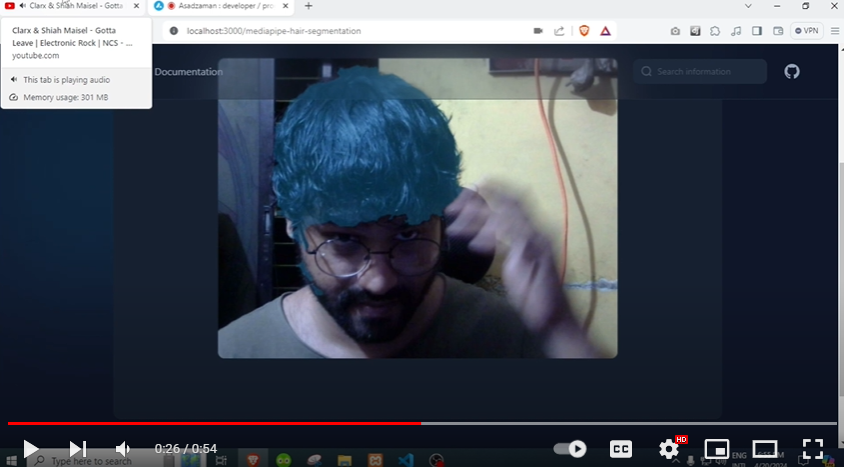 Clarx & Shiah Maisel - Gotta
Asadzaman : developer / pro
Clarx & Shiah Maisel - Gotta
Leave | Electronic Rock | NCS - ...
youtube.com
This tab is playing audio
Memory usage: 301 MB
localhost:3000/mediapipe-hair-segmentation
VPN
Documentation
Search information
0:26 / 0:54
CC
HD
Type here to search
ENG